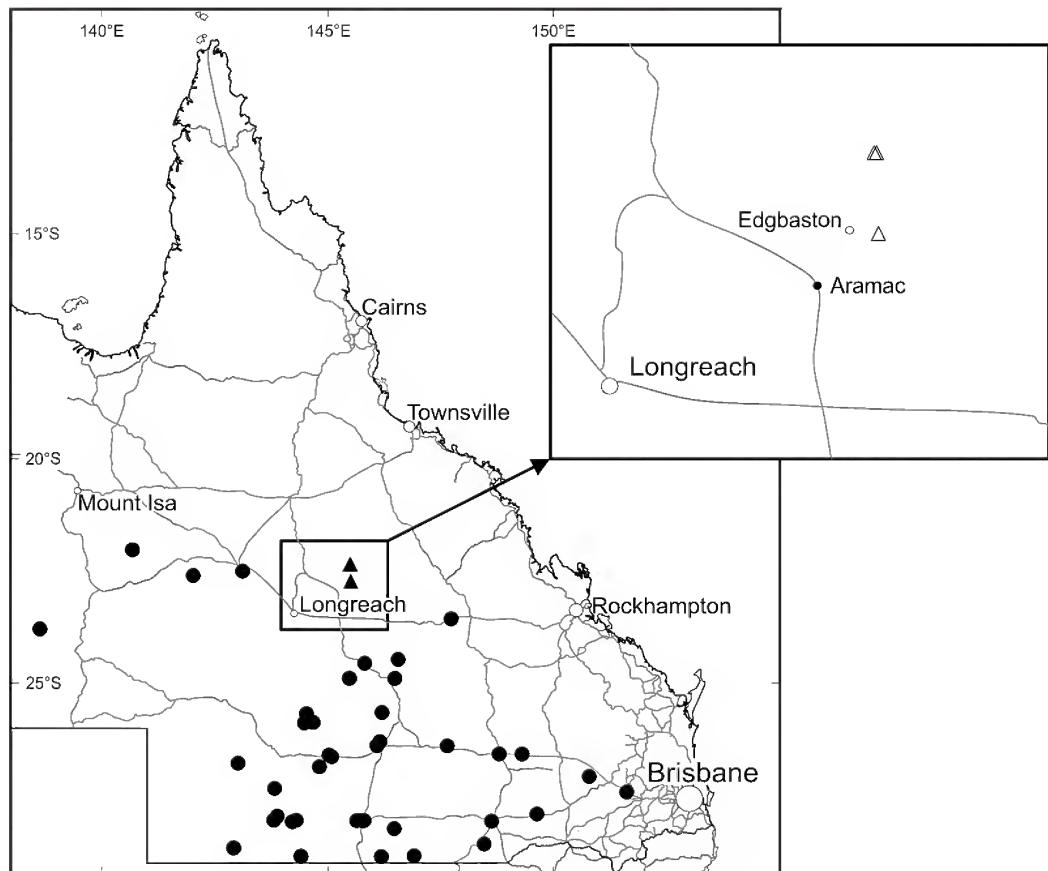 140°E
145°E
150°E
15°S
20°S
25°S
Cairns
Townsville
Mount Isa
Longreach
Rockhampton
Brisbane
Edgbaston
Aramac
Longreach